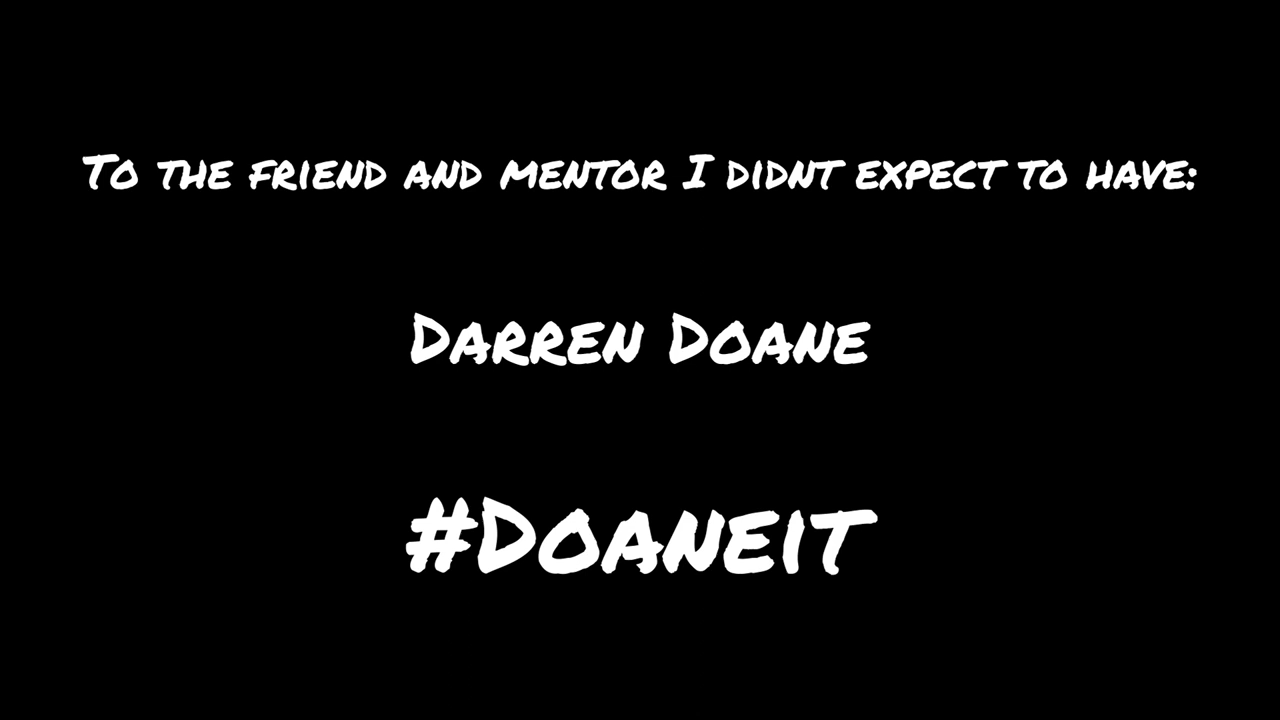 To the friend and mentor I didnt expect to have:
Darren Doane
#Doaneit